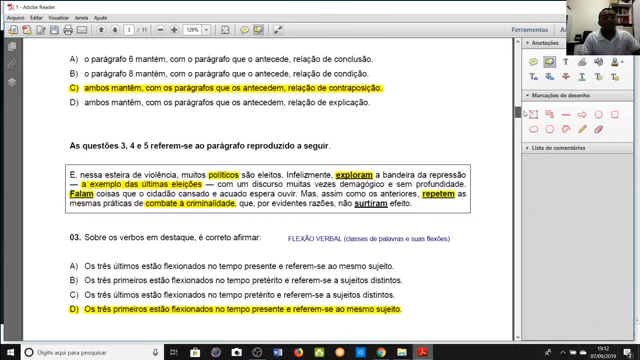 1 - Adobe Reader
Arquivo Editar Visualizar Janela Ajuda
3 / 11
129%
Ferramentas
Anotações
Marcações de desenho
Lista de comentários
A) o parágrafo 6 mantém, com o parágrafo que o antecede, relação de conclusão.
B) o parágrafo 8 mantém, com o parágrafo que o antecede, relação de condição.
C) ambos mantêm, com os parágrafos que os antecedem, relação de contraposição.
D) ambos mantêm, com os parágrafos que os antecedem, relação de explicação.
As questões 3, 4 e 5 referem-se ao parágrafo reproduzido a seguir.
E, nessa esteira de violência, muitos políticos são eleitos. Infelizmente, exploram a bandeira da repressão
— a exemplo das últimas eleições — com um discurso muitas vezes demagógico e sem profundidade.
Falam coisas que o cidadão cansado e acuado espera ouvir. Mas, assim como os anteriores, repetem as
mesmas práticas de combate à criminalidade, que, por evidentes razões, não surtiram efeito.
03. Sobre os verbos em destaque, é correto afirmar: FLEXÃO VERBAL (classes de palavras e suas flexões)
A) Os três últimos estão flexionados no tempo presente e referem-se ao mesmo sujeito.
B) Os três primeiros estão flexionados no tempo pretérito e referem-se a sujeitos distintos.
C) Os três últimos estão flexionados no tempo pretérito e referem-se a sujeitos distintos.
D) Os três primeiros estão flexionados no tempo presente e referem-se ao mesmo sujeito.
Digite aqui para pesquisar
19:12
07/09/2019